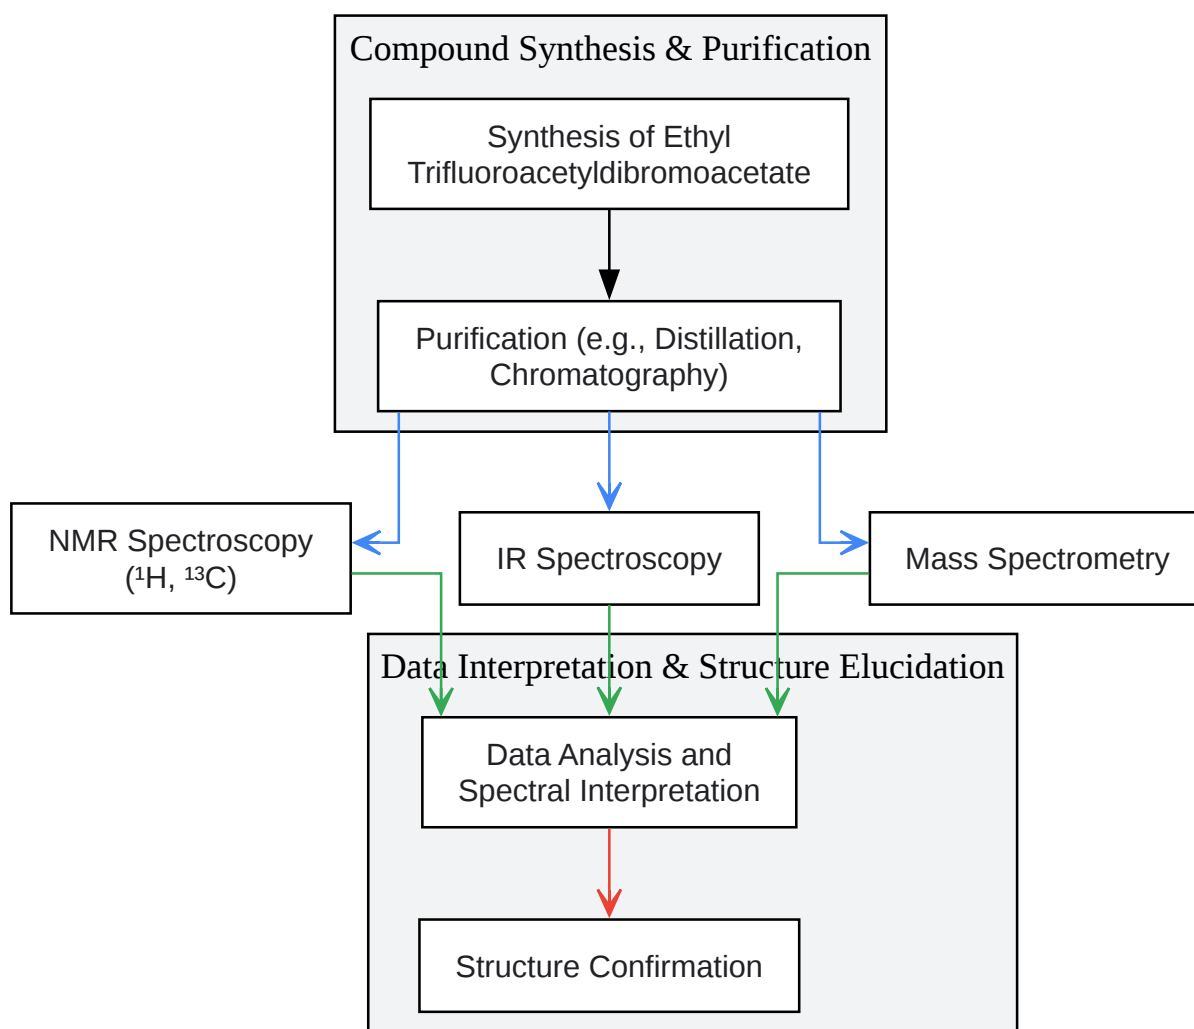 Compound Synthesis & Purification
Synthesis of Ethyl
Trifluoroacetyldibromoacetate
Purification (e.g., Distillation,
Chromatography)
NMR Spectroscopy
(¹H, ¹³C)
IR Spectroscopy
Mass Spectrometry
Data Interpretation & Structure Elucidation
Data Analysis and
Spectral Interpretation
Structure Confirmation